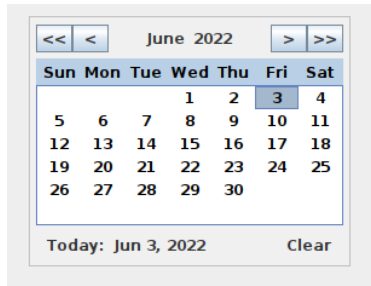 << < June 2022 > >>
Sun Mon Tue Wed Thu Fri Sat
1 2 3 4
5 6 7 8 9 10 11
12 13 14 15 16 17 18
19 20 21 22 23 24 25
26 27 28 29 30
Today: Jun 3, 2022 Clear